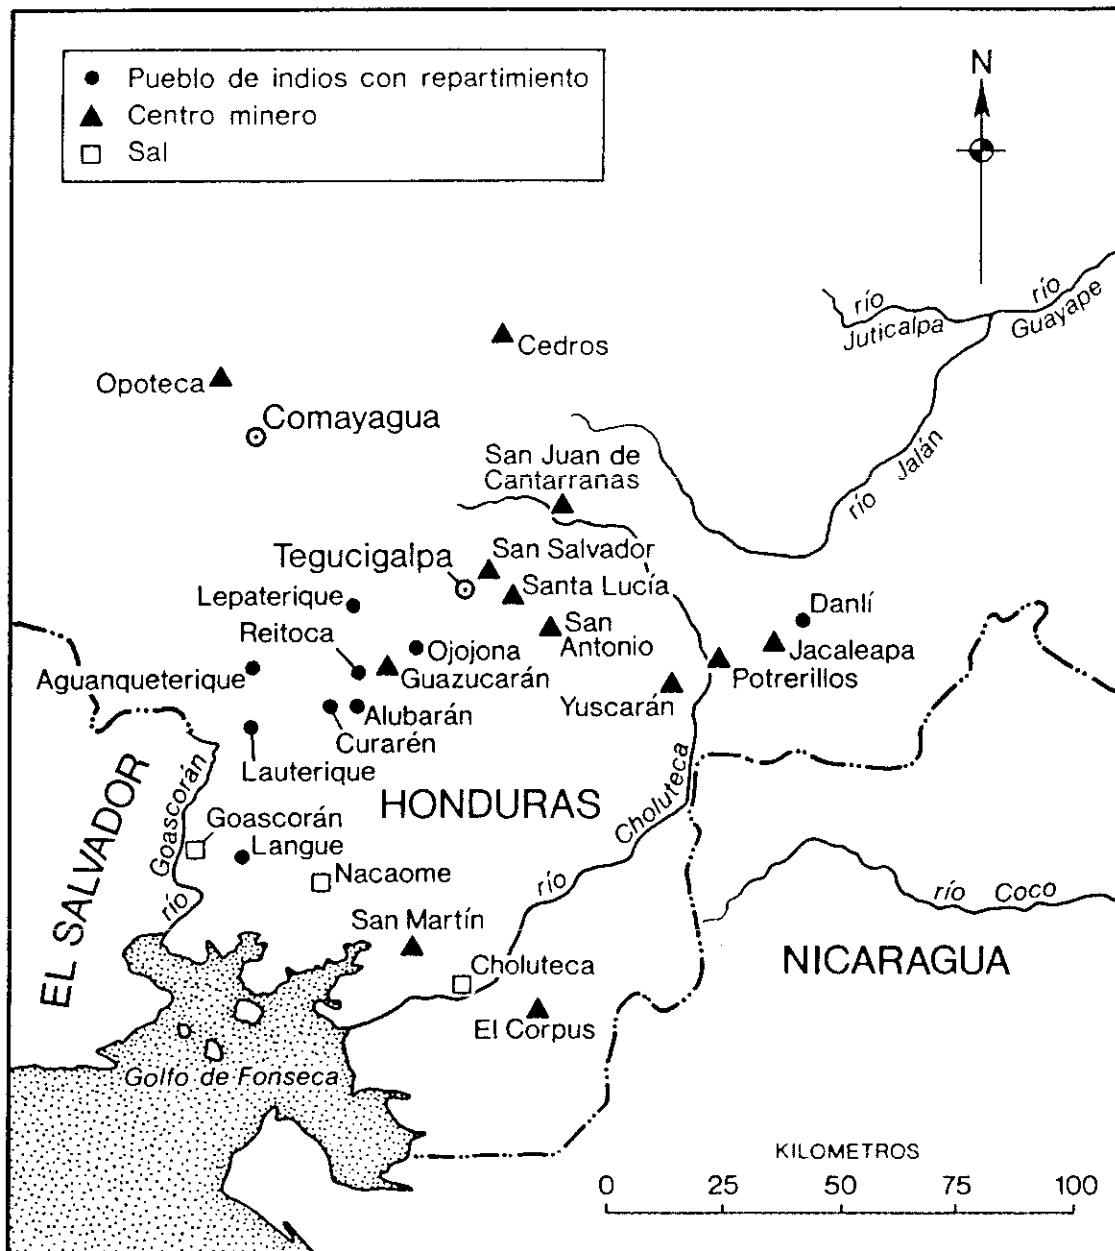 Pueblo de indios con repartimiento
Centro minero
Sal
N
río
Juticalpa
río
Guayape
Cedros
Opoteca
Comayagua
río Jalán
San Juan de
Cantarranas
Tegucigalpa
San Salvador
Santa Lucía
Lepaterique
Danlí
Reitoca
San
Antonio
Ojojona
Jacaleapa
Aguanqueterique
Guazucarán
Potrerillos
Yuscarán
Alubarán
Curarén
Lauterique
HONDURAS
EL SALVADOR
río Goascorán
Goascorán
Langue
Nacaome
río Choluteca
San Martín
río Coco
NICARAGUA
Choluteca
El Corpus
Golfo de Fonseca
KILOMETROS
0 25 50 75 100